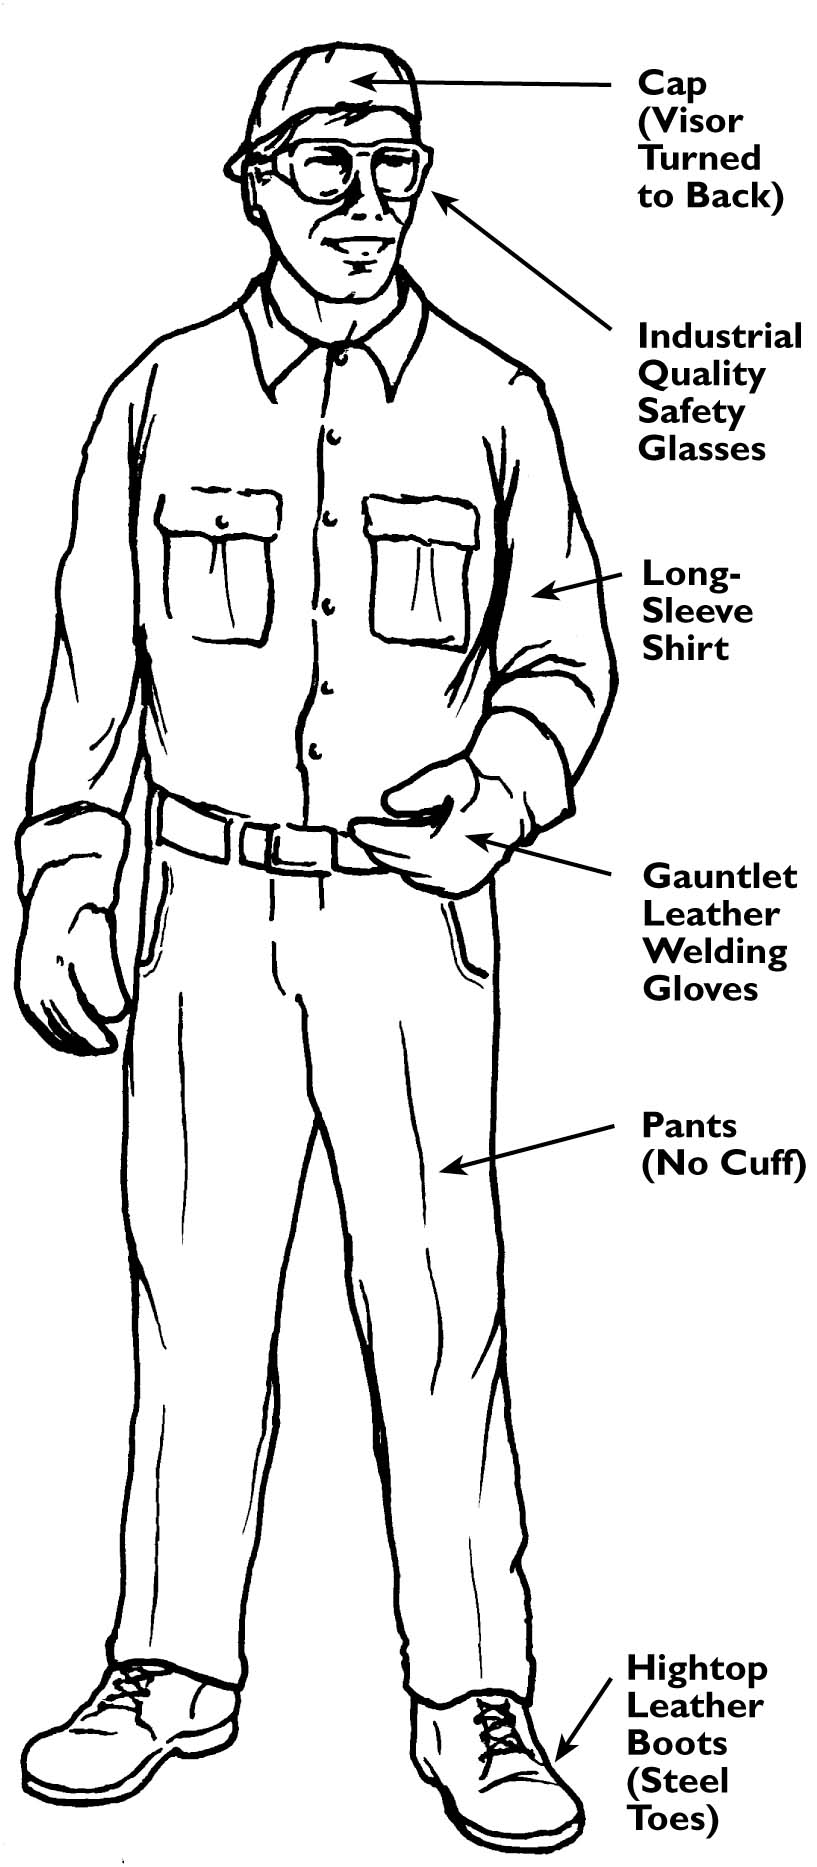 Cap
(Visor
Turned
to Back)
Industrial
Quality
Safety
Glasses
Long-
Sleeve
Shirt
Gauntlet
Leather
Welding
Gloves
Pants
(No Cuff)
Hightop
Leather
Boots
(Steel
Toes)